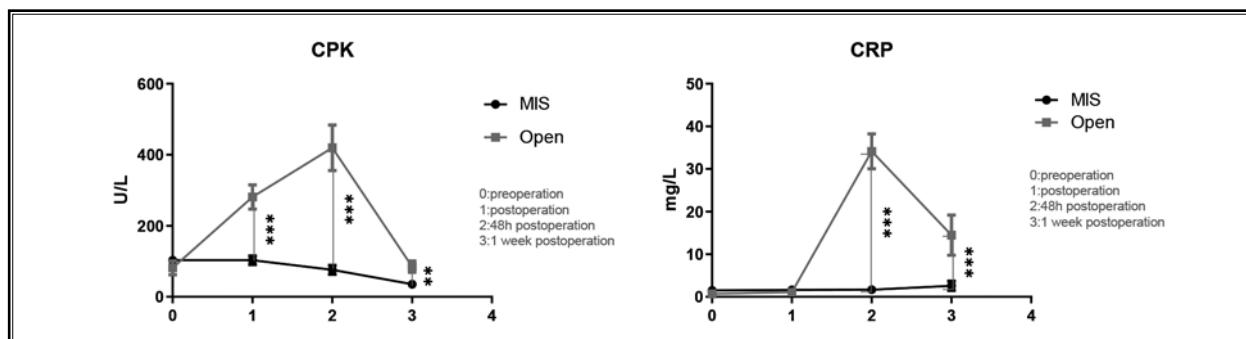 CPK
600
400
200
0
U/L
0 1 2 3 4
***
***
**
MIS
Open
0:preoperation
1:postoperation
2:48h postoperation
3:1 week postoperation
CRP
50
40
30
20
10
0
mg/L
0 1 2 3 4
***
***
MIS
Open
0:preoperation
1:postoperation
2:48h postoperation
3:1 week postoperation